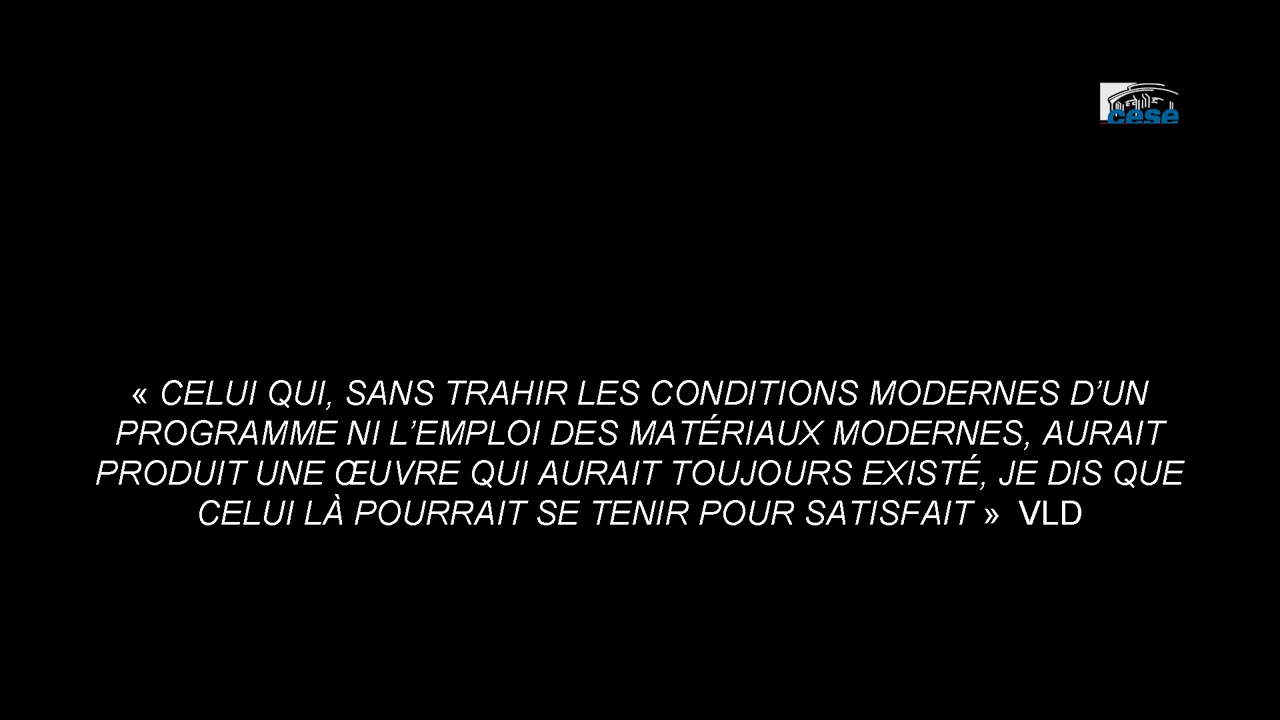 cese
« CELUI QUI, SANS TRAHIR LES CONDITIONS MODERNES D’UN
PROGRAMME NI L’EMPLOI DES MATÉRIAUX MODERNES, AURAIT
PRODUIT UNE ŒUVRE QUI AURAIT TOUJOURS EXISTÉ, JE DIS QUE
CELUI LÀ POURRAIT SE TENIR POUR SATISFAIT » VLD